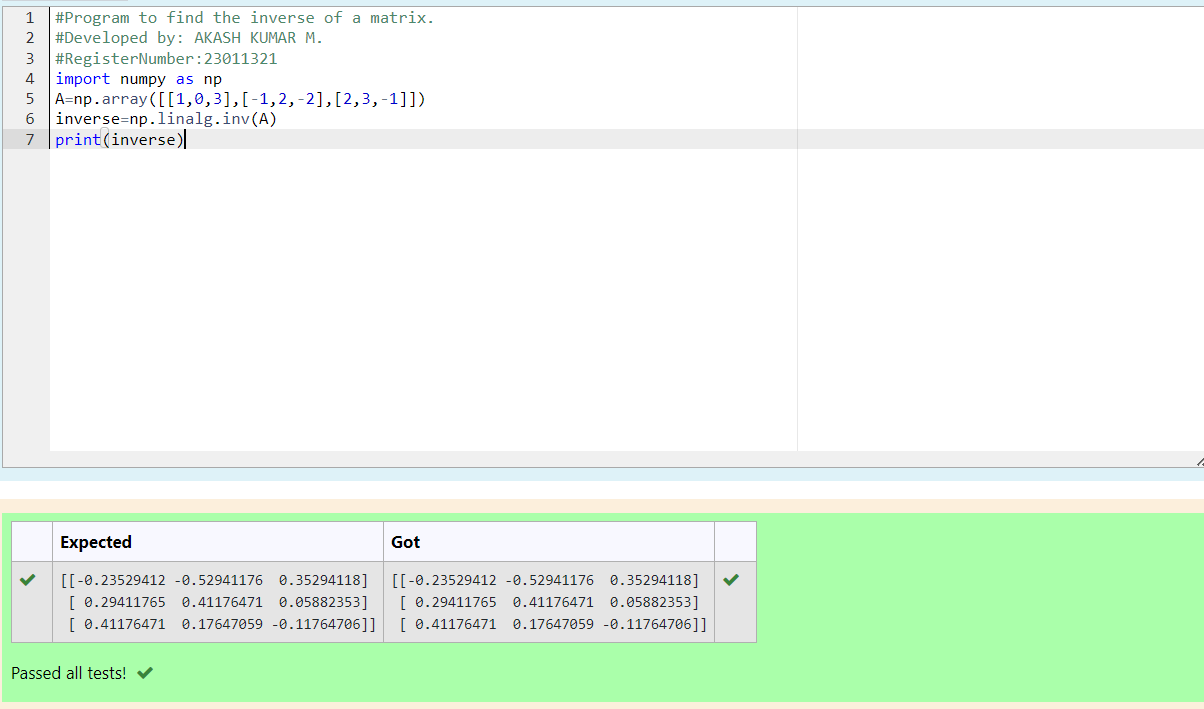 1 #Program to find the inverse of a matrix.
2 #Developed by: AKASH KUMAR M.
3 #RegisterNumber:23011321
4 import numpy as np
5 A=np.array([[1,0,3],[-1,2,-2],[2,3,-1]])
6 inverse=np.linalg.inv(A)
7 print(inverse)
Expected Got
[[-0.23529412 -0.52941176  0.35294118] [[-0.23529412 -0.52941176  0.35294118]
[ 0.29411765  0.41176471  0.05882353] [ 0.29411765  0.41176471  0.05882353]
[ 0.41176471  0.17647059 -0.11764706]] [ 0.41176471  0.17647059 -0.11764706]]
Passed all tests!